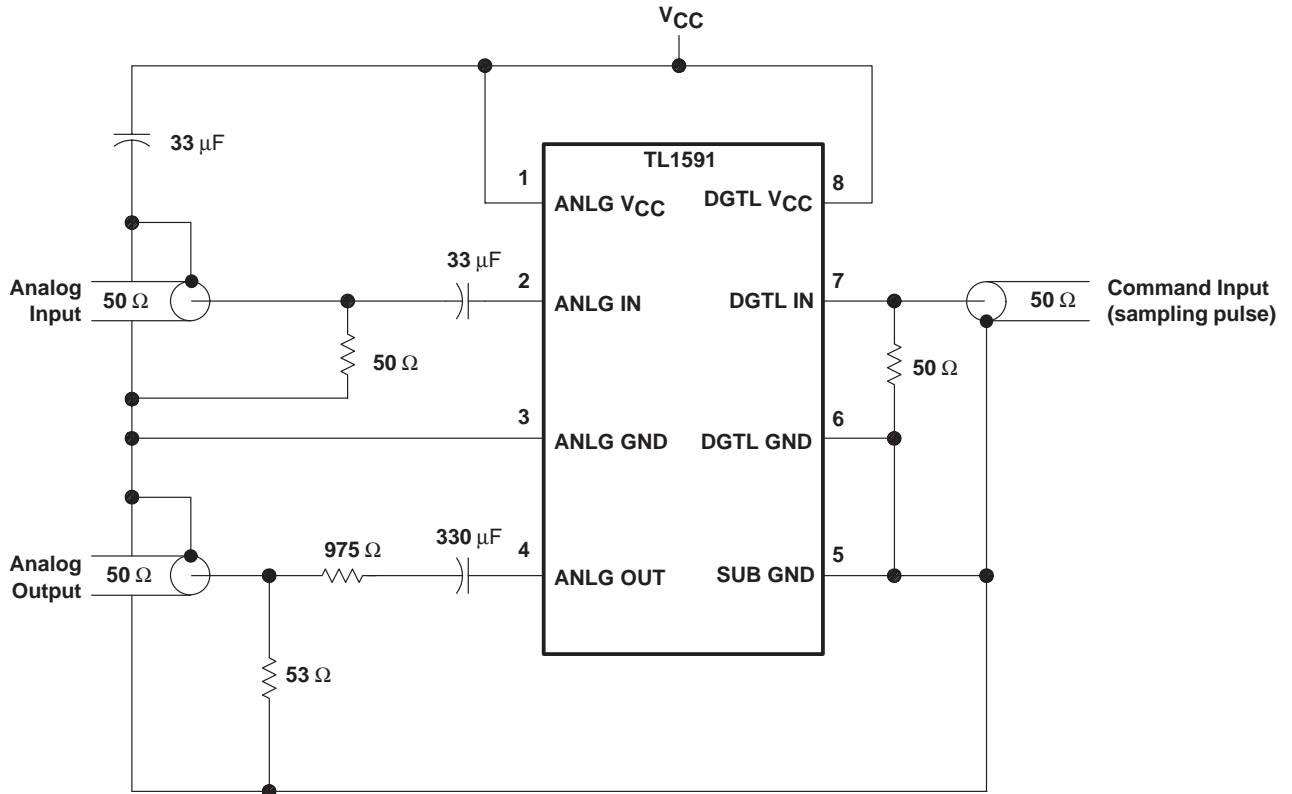 VCC
33 μF
TL1591
1
8
ANLG VCC
DGTL VCC
33 μF
2
7
Analog
Input
50 Ω
ANLG IN
DGTL IN
50 Ω
Command Input
(sampling pulse)
50 Ω
50 Ω
3
6
ANLG GND
DGTL GND
975 Ω
330 μF
4
5
Analog
Output
50 Ω
ANLG OUT
SUB GND
53 Ω